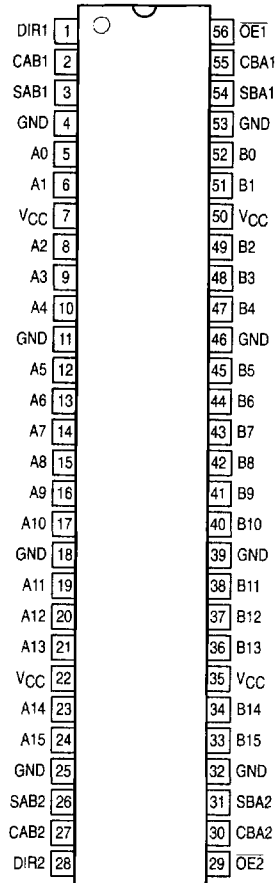 DIR1 1 56 OE1
CAB1 2 55 CBA1
SAB1 3 54 SBA1
GND 4 53 GND
A0 5 52 B0
A1 6 51 B1
VCC 7 50 VCC
A2 8 49 B2
A3 9 48 B3
A4 10 47 B4
GND 11 46 GND
A5 12 45 B5
A6 13 44 B6
A7 14 43 B7
A8 15 42 B8
A9 16 41 B9
A10 17 40 B10
GND 18 39 GND
A11 19 38 B11
A12 20 37 B12
A13 21 36 B13
VCC 22 35 VCC
A14 23 34 B14
A15 24 33 B15
GND 25 32 GND
SAB2 26 31 SBA2
CAB2 27 30 CBA2
DIR2 28 29 OE2